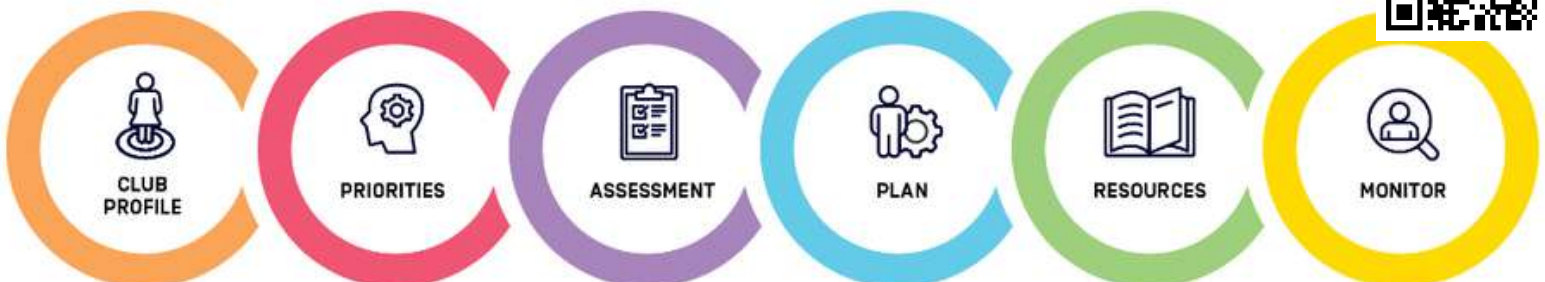 CLUB
PROFILE
PRIORITIES
ASSESSMENT
PLAN
RESOURCES
MONITOR